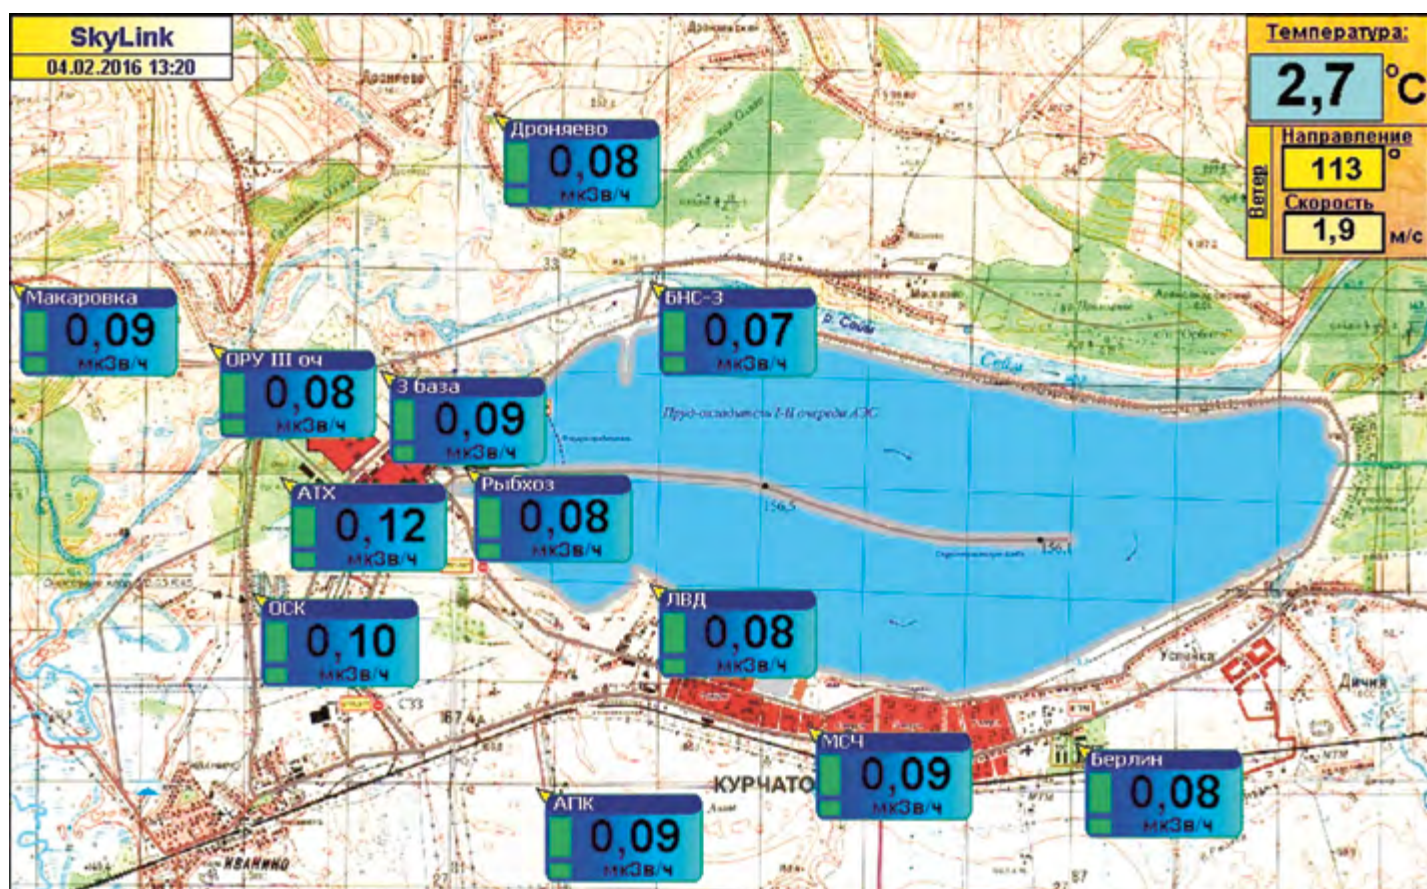 SkyLink
04.02.2016 13:20
Температура:
2,7 °C
Ветер
Направление
113 °
Скорость
1,9 м/с
Дроняево
Дроняево
0,08
мкЗв/ч
Макаровка
0,09
мкЗв/ч
БНС-3
0,07
мкЗв/ч
р. Сейм
Сейм
ОРУ III оч
0,08
мкЗв/ч
3 база
0,09
мкЗв/ч
Пруд-охладитель I-II очереди АЭС
АТХ
0,12
мкЗв/ч
Рыбхоз
0,08
мкЗв/ч
156,5
156,1
ОСК
0,10
мкЗв/ч
ЛВД
0,08
мкЗв/ч
Успенка
Дичня
СЗЗ
МСЧ
0,09
мкЗв/ч
Берлин
0,08
мкЗв/ч
КУРЧАТО
АПК
0,09
мкЗв/ч
ИВАНИНО